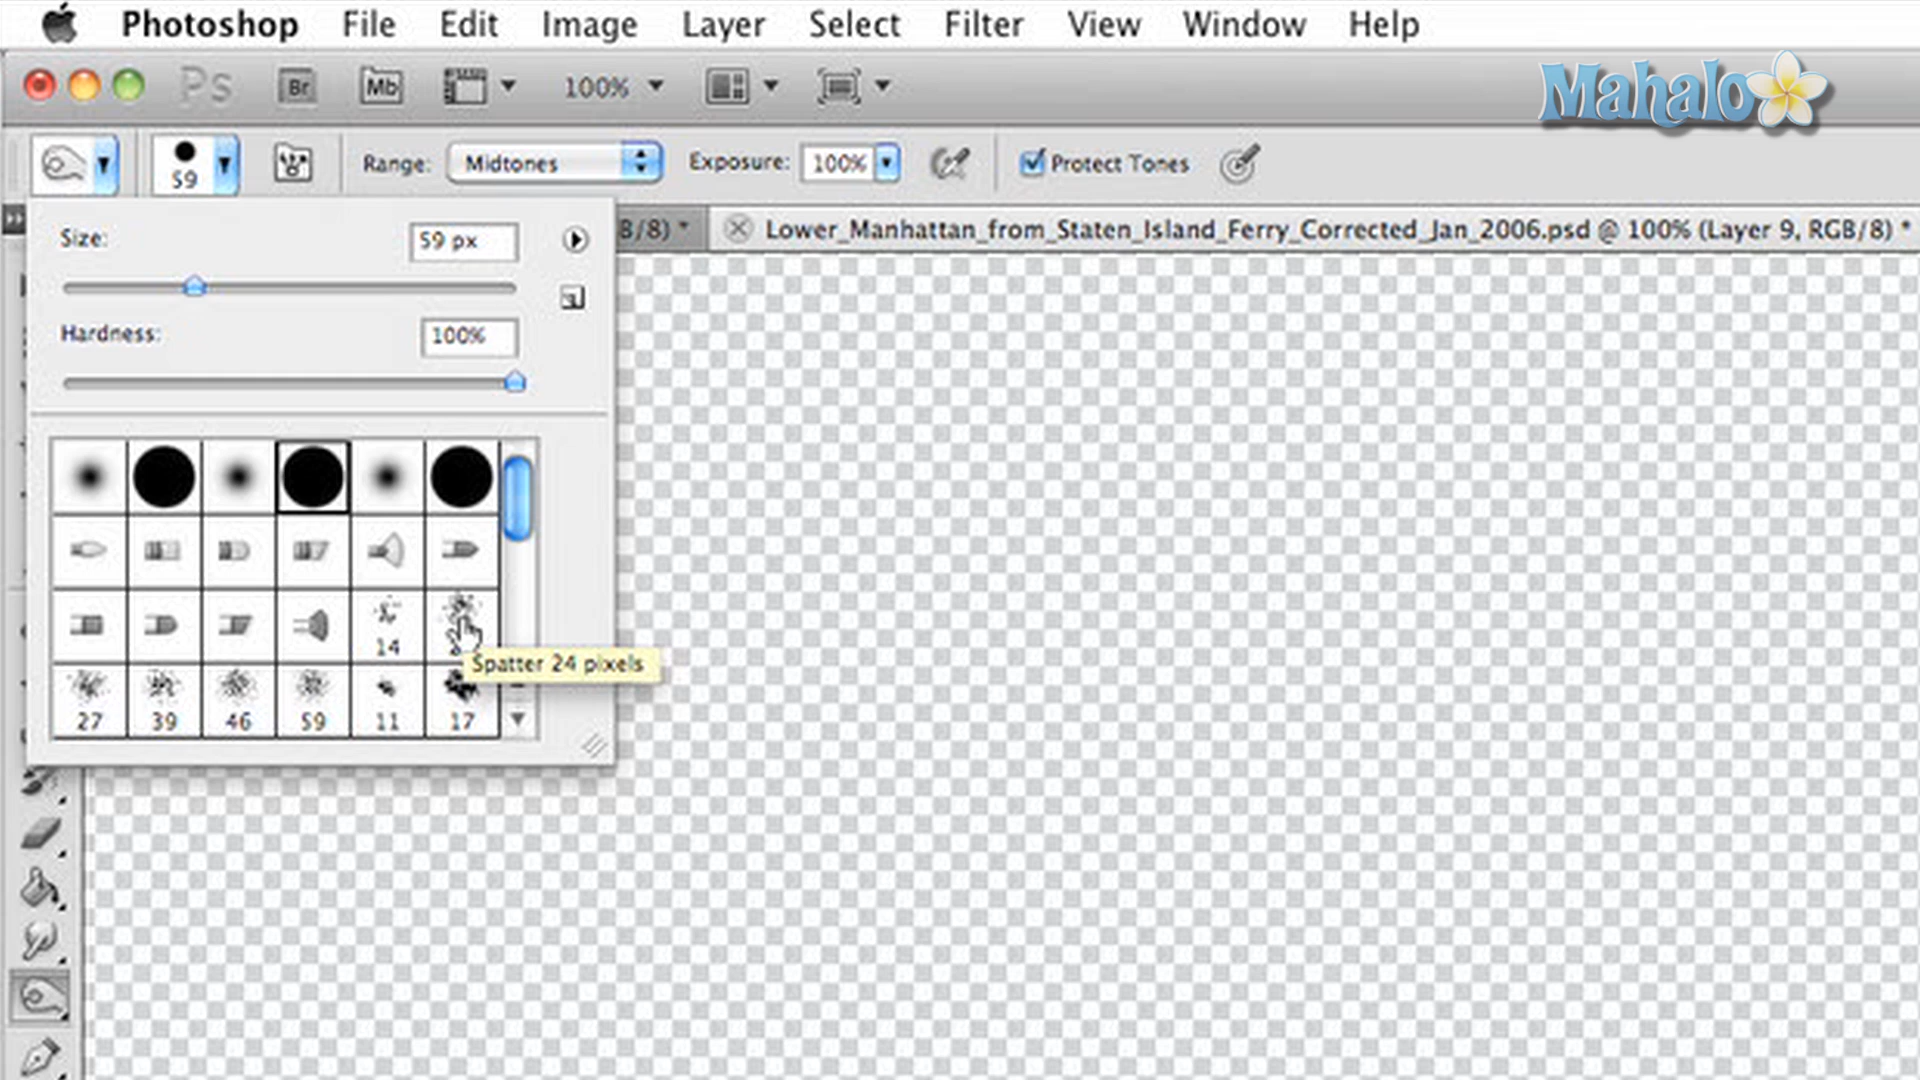 Photoshop File Edit Image Layer Select Filter View Window Help
Ps Br Mb 100%
Mahalo
59 Range: Midtones Exposure: 100% Protect Tones
B/8) * Lower_Manhattan_from_Staten_Island_Ferry_Corrected_Jan_2006.psd @ 100% (Layer 9, RGB/8) *
Size: 59 px
Hardness: 100%
14
Spatter 24 pixels
27 39 46 59 11 17